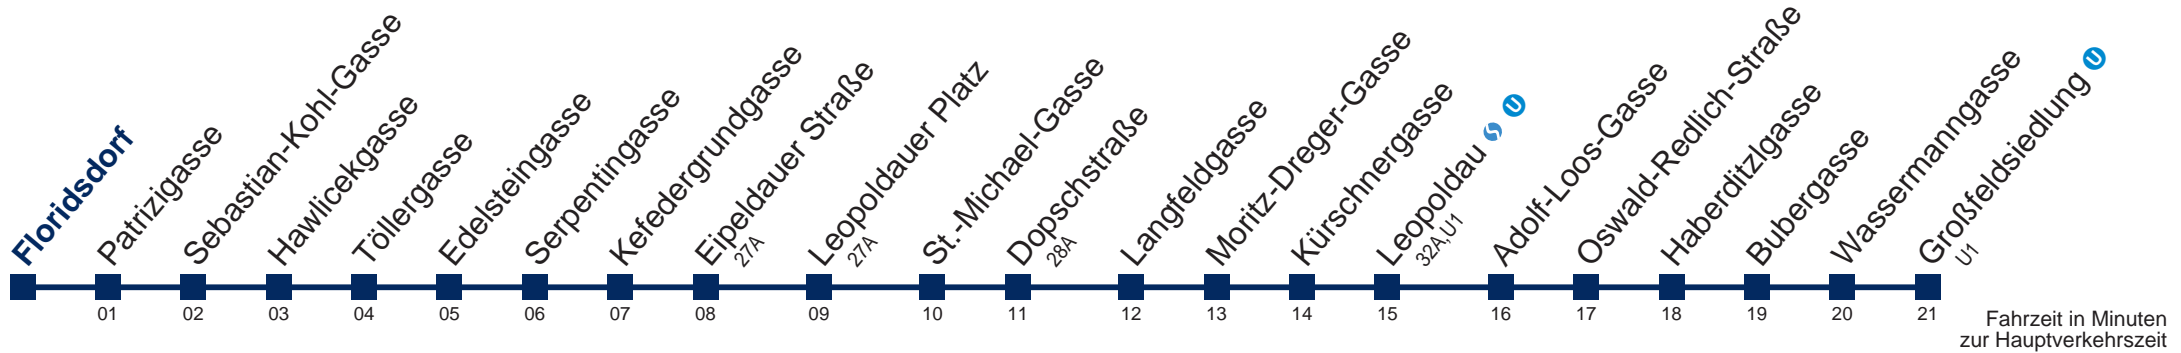 Floridsdorf
Patrizigasse
Sebastian-Kohl-Gasse
Hawlicekgasse
Töllergasse
Edelsteingasse
Serpentingasse
Kefedergrundgasse
Eipeldauer Straße
27A
Leopoldauer Platz
27A
St.-Michael-Gasse
Dopschstraße
28A
Langfeldgasse
Moritz-Dreger-Gasse
Kürschnergasse
Leopoldau U
32A,U1
Adolf-Loos-Gasse
Oswald-Redlich-Straße
Haberditzlgasse
Bubergasse
Wassermanngasse
Großfeldsiedlung U
U1
01 02 03 04 05 06 07 08 09 10 11 12 13 14 15 16 17 18 19 20 21
Fahrzeit in Minuten
zur Hauptverkehrszeit